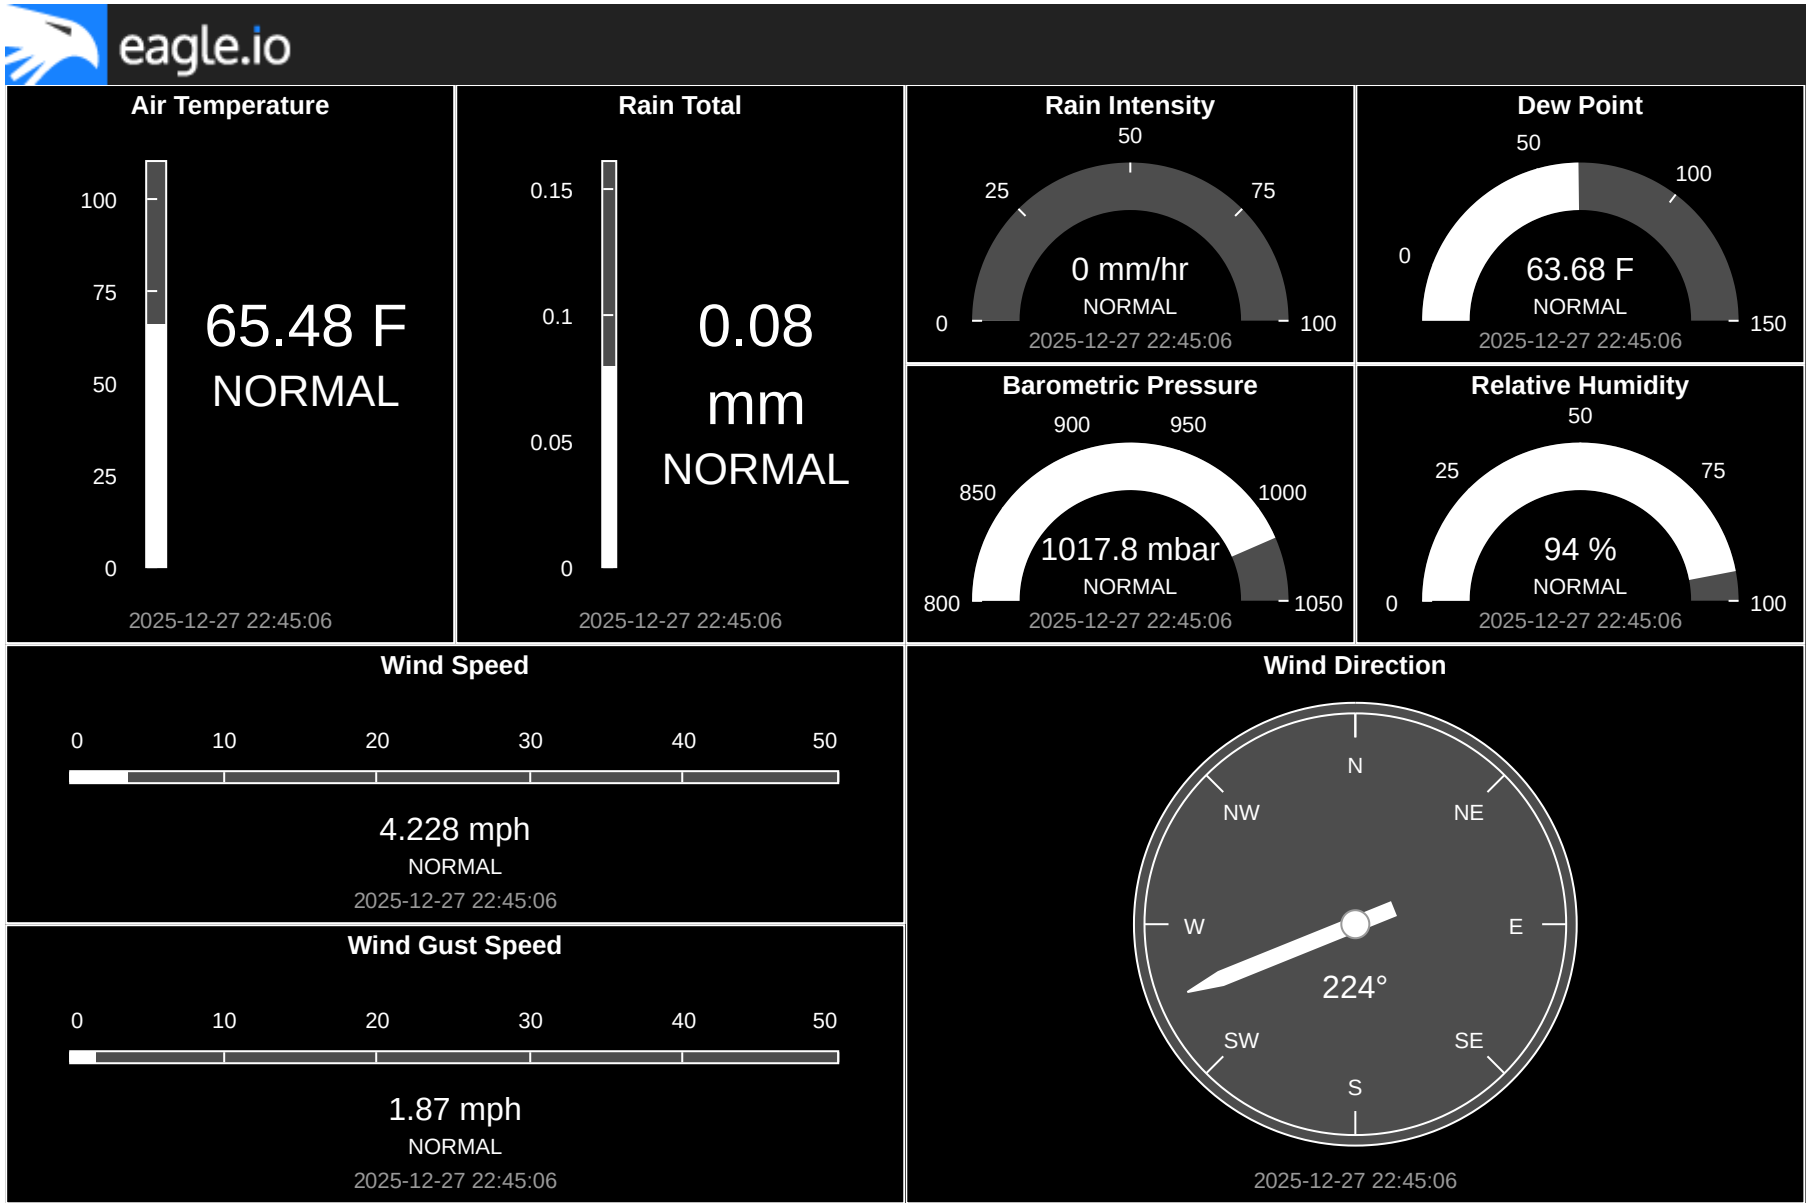 eagle.io
Air Temperature
100
75
50
25
0
65.48 F
NORMAL
2025-12-27 22:45:06
Rain Total
0.15
0.1
0.05
0
0.08
mm
NORMAL
2025-12-27 22:45:06
Rain Intensity
0
25
50
75
100
0 mm/hr
NORMAL
2025-12-27 22:45:06
Dew Point
0
50
100
150
63.68 F
NORMAL
2025-12-27 22:45:06
Barometric Pressure
800
850
900
950
1000
1050
1017.8 mbar
NORMAL
2025-12-27 22:45:06
Relative Humidity
0
25
50
75
100
94 %
NORMAL
2025-12-27 22:45:06
Wind Speed
0 10 20 30 40 50
4.228 mph
NORMAL
2025-12-27 22:45:06
Wind Gust Speed
0 10 20 30 40 50
1.87 mph
NORMAL
2025-12-27 22:45:06
Wind Direction
N
NW NE
W E
224°
SW SE
S
2025-12-27 22:45:06